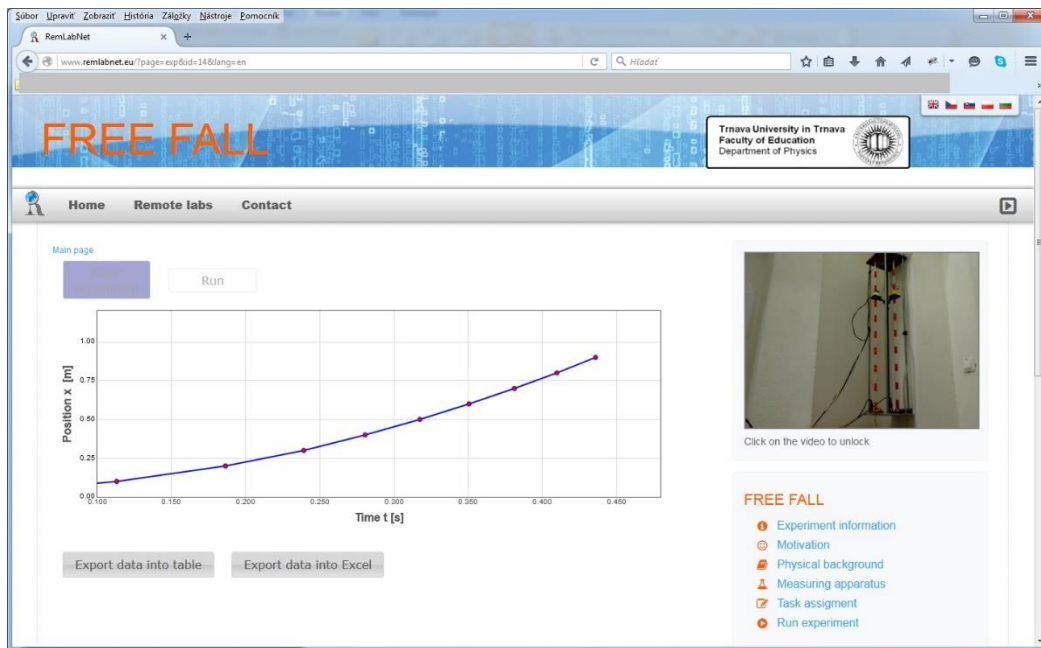 Súbor Upraviť Zobraziť História Záložky Nástroje Pomocník
RemLabNet
www.remlabnet.eu/?page=exp&id=14&lang=en
Hľadať
FREE FALL
Trnava University in Trnava
Faculty of Education
Department of Physics
Home Remote labs Contact
Main page
Run
1.00
0.75
0.50
0.25
0.00
Position x [m]
0.100 0.150 0.200 0.250 0.300 0.350 0.400 0.450
Time t [s]
Export data into table Export data into Excel
Click on the video to unlock
FREE FALL
Experiment information
Motivation
Physical background
Measuring apparatus
Task assigment
Run experiment